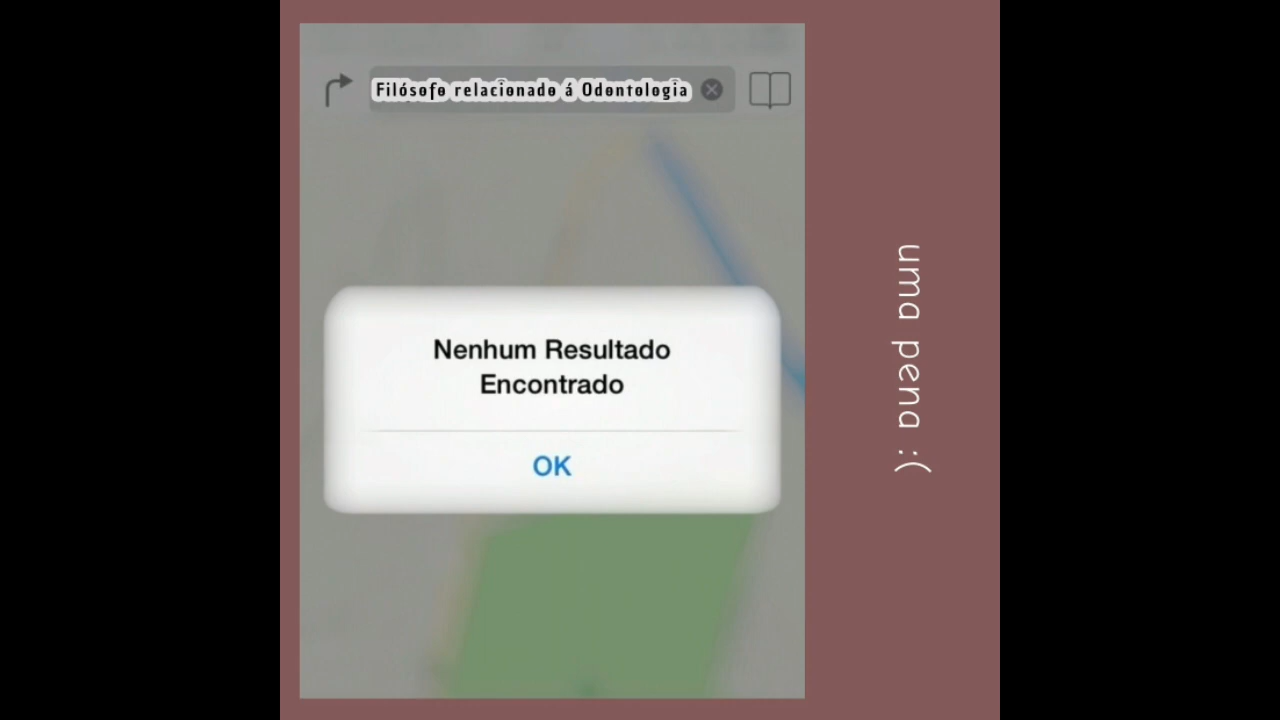 Filósofo relacionado á Odontologia
Nenhum Resultado
Encontrado
OK
uma pena :(